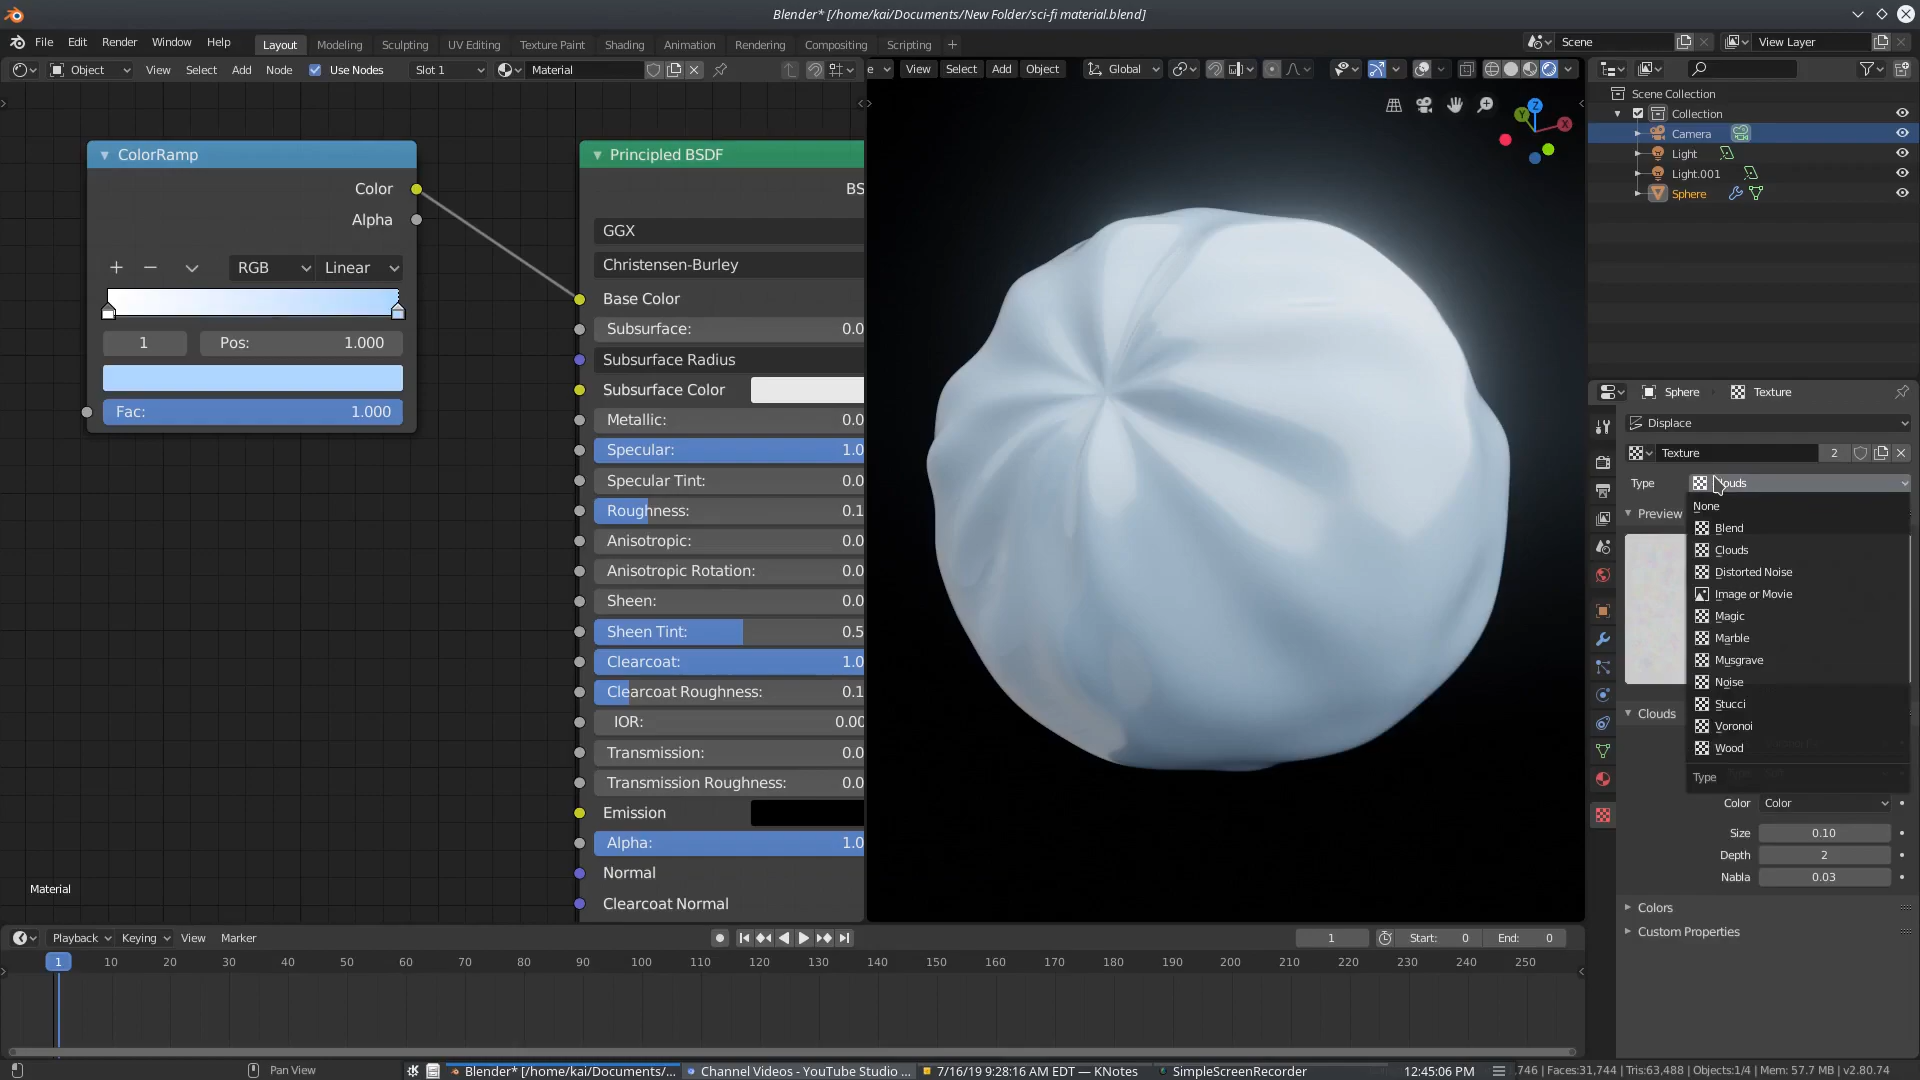 Blender* [/home/kai/Documents/New Folder/sci-fi material.blend]
File Edit Render Window Help Layout Modeling Sculpting UV Editing Texture Paint Shading Animation Rendering Compositing Scripting + Scene View Layer
Object View Select Add Node Use Nodes Slot 1 Material
View Select Add Object Global
ColorRamp
Color
Alpha
RGB Linear
1 Pos: 1.000
Fac: 1.000
Material
Principled BSDF
BS
GGX
Christensen-Burley
Base Color
Subsurface: 0.0
Subsurface Radius
Subsurface Color
Metallic: 0.0
Specular: 1.0
Specular Tint: 0.0
Roughness: 0.1
Anisotropic: 0.0
Anisotropic Rotation: 0.0
Sheen: 0.0
Sheen Tint: 0.5
Clearcoat: 1.0
Clearcoat Roughness: 0.1
IOR: 0.00
Transmission: 0.0
Transmission Roughness: 0.0
Emission
Alpha: 1.0
Normal
Clearcoat Normal
Z
Y
X
Scene Collection
Collection
Camera
Light
Light.001
Sphere
Sphere Texture
Displace
Texture 2
Type
None
Blend
Preview
Clouds
Distorted Noise
Image or Movie
Magic
Marble
Musgrave
Noise
Stucci
Clouds
Voronoi
Wood
Type
Color Color
Size 0.10
Depth 2
Nabla 0.03
Colors
Custom Properties
Playback Keying View Marker 1 Start: 0 End: 0
1 10 20 30 40 50 60 70 80 90 100 110 120 130 140 150 160 170 180 190 200 210 220 230 240 250
Pan View
Blender* [/home/kai/Documents/... Channel Videos - YouTube Studio ... 7/16/19 9:28:16 AM EDT — KNotes SimpleScreenRecorder 12:45:06 PM
.746 | Faces:31,744 | Tris:63,488 | Objects:1/4 | Mem: 57.7 MB | v2.80.74